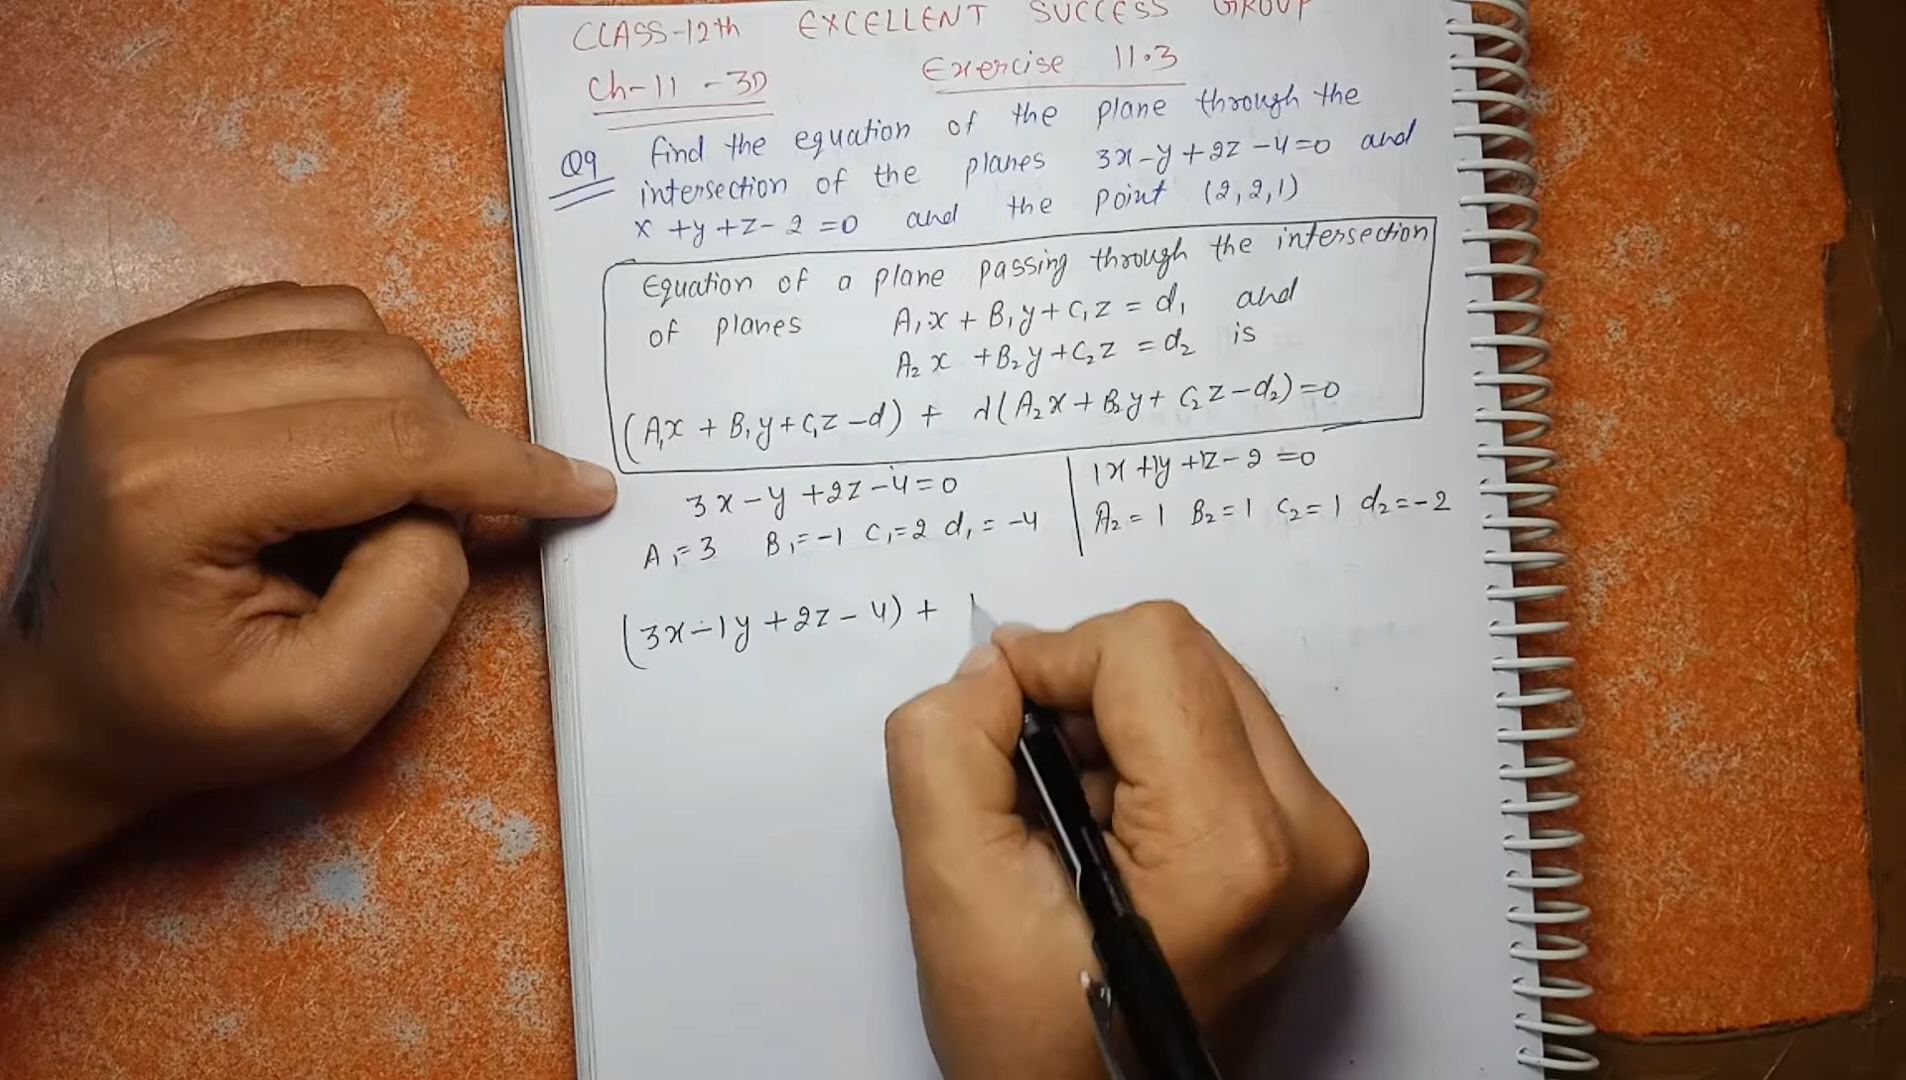 CLASS-12th EXCELLENT SUCCESS GROUP
Ch-11 -3D Exercise 11.3
Q9 find the equation of the plane through the
intersection of the planes 3x-y+2z-4=0 and
x+y+z-2=0 and the point (2,2,1)
Equation of a plane passing through the intersection
of planes A₁x + B₁y + C₁z = d₁ and
A₂x + B₂y + C₂z = d₂ is
(A₁x + B₁y + C₁z - d) + λ(A₂x + B₂y + C₂z - d₂) = 0
3x - y + 2z - 4 = 0
A₁ = 3 B₁ = -1 C₁ = 2 d₁ = -4
1x + 1y + 1z - 2 = 0
A₂ = 1 B₂ = 1 C₂ = 1 d₂ = -2
(3x - 1y + 2z - 4) +